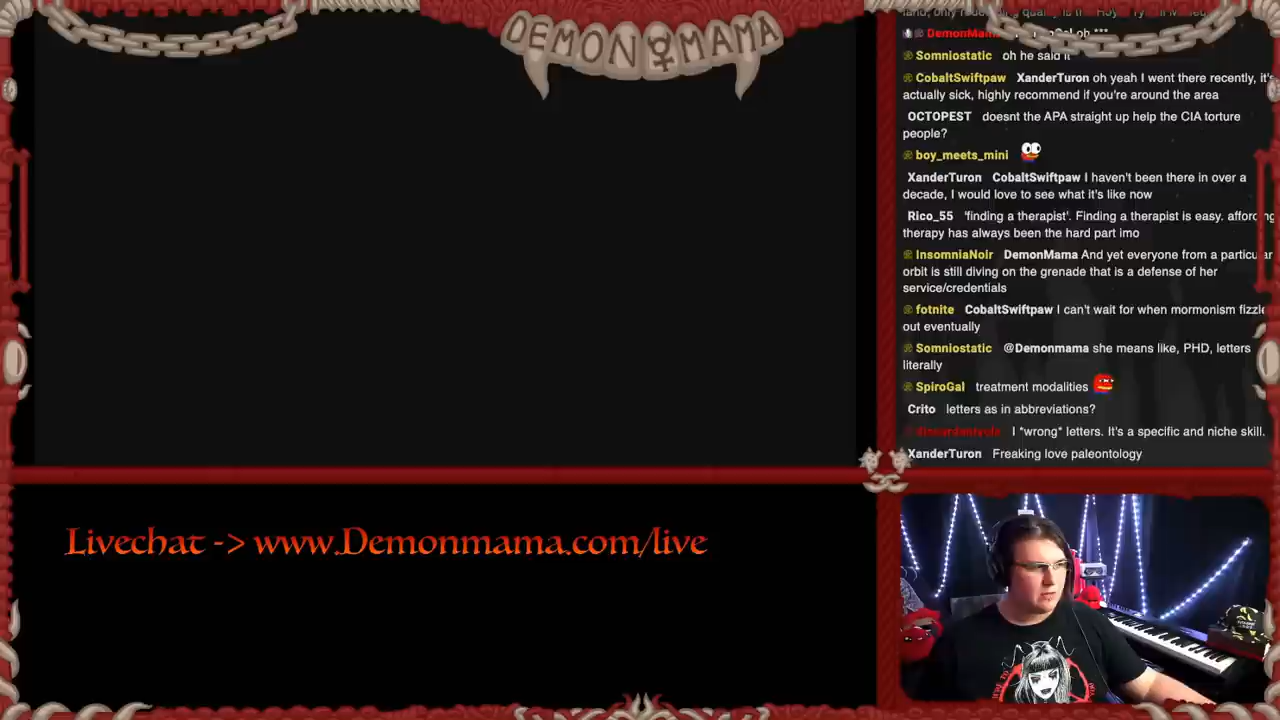 DEMON MAMA
DemonMama
oh ***
Somniostatic oh he said it
CobaltSwiftpaw XanderTuron oh yeah I went there recently, it's
actually sick, highly recommend if you're around the area
OCTOPEST doesnt the APA straight up help the CIA torture
people?
boy_meets_mini
XanderTuron CobaltSwiftpaw I haven't been there in over a
decade, I would love to see what it's like now
Rico_55 'finding a therapist'. Finding a therapist is easy. affording
therapy has always been the hard part imo
InsomniaNoir DemonMama And yet everyone from a particular
orbit is still diving on the grenade that is a defense of her
service/credentials
fotnite CobaltSwiftpaw I can't wait for when mormonism fizzle
out eventually
Somniostatic @Demonmama she means like, PHD, letters
literally
SpiroGal treatment modalities
Crito letters as in abbreviations?
I *wrong* letters. It's a specific and niche skill.
XanderTuron Freaking love paleontology
Livechat -> www.Demonmama.com/live